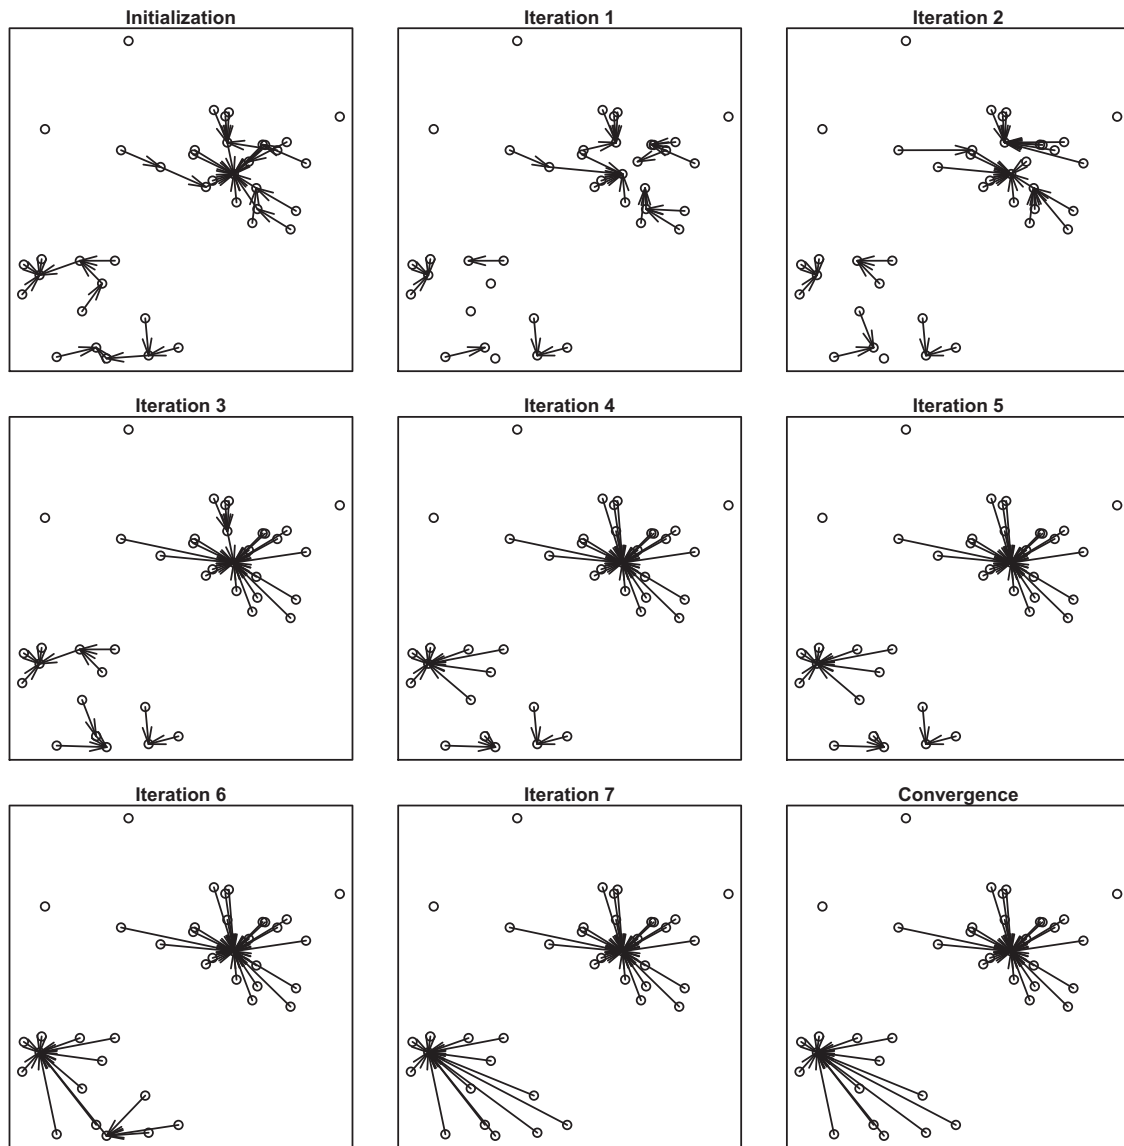 Initialization
Iteration 1
Iteration 2
Iteration 3
Iteration 4
Iteration 5
Iteration 6
Iteration 7
Convergence